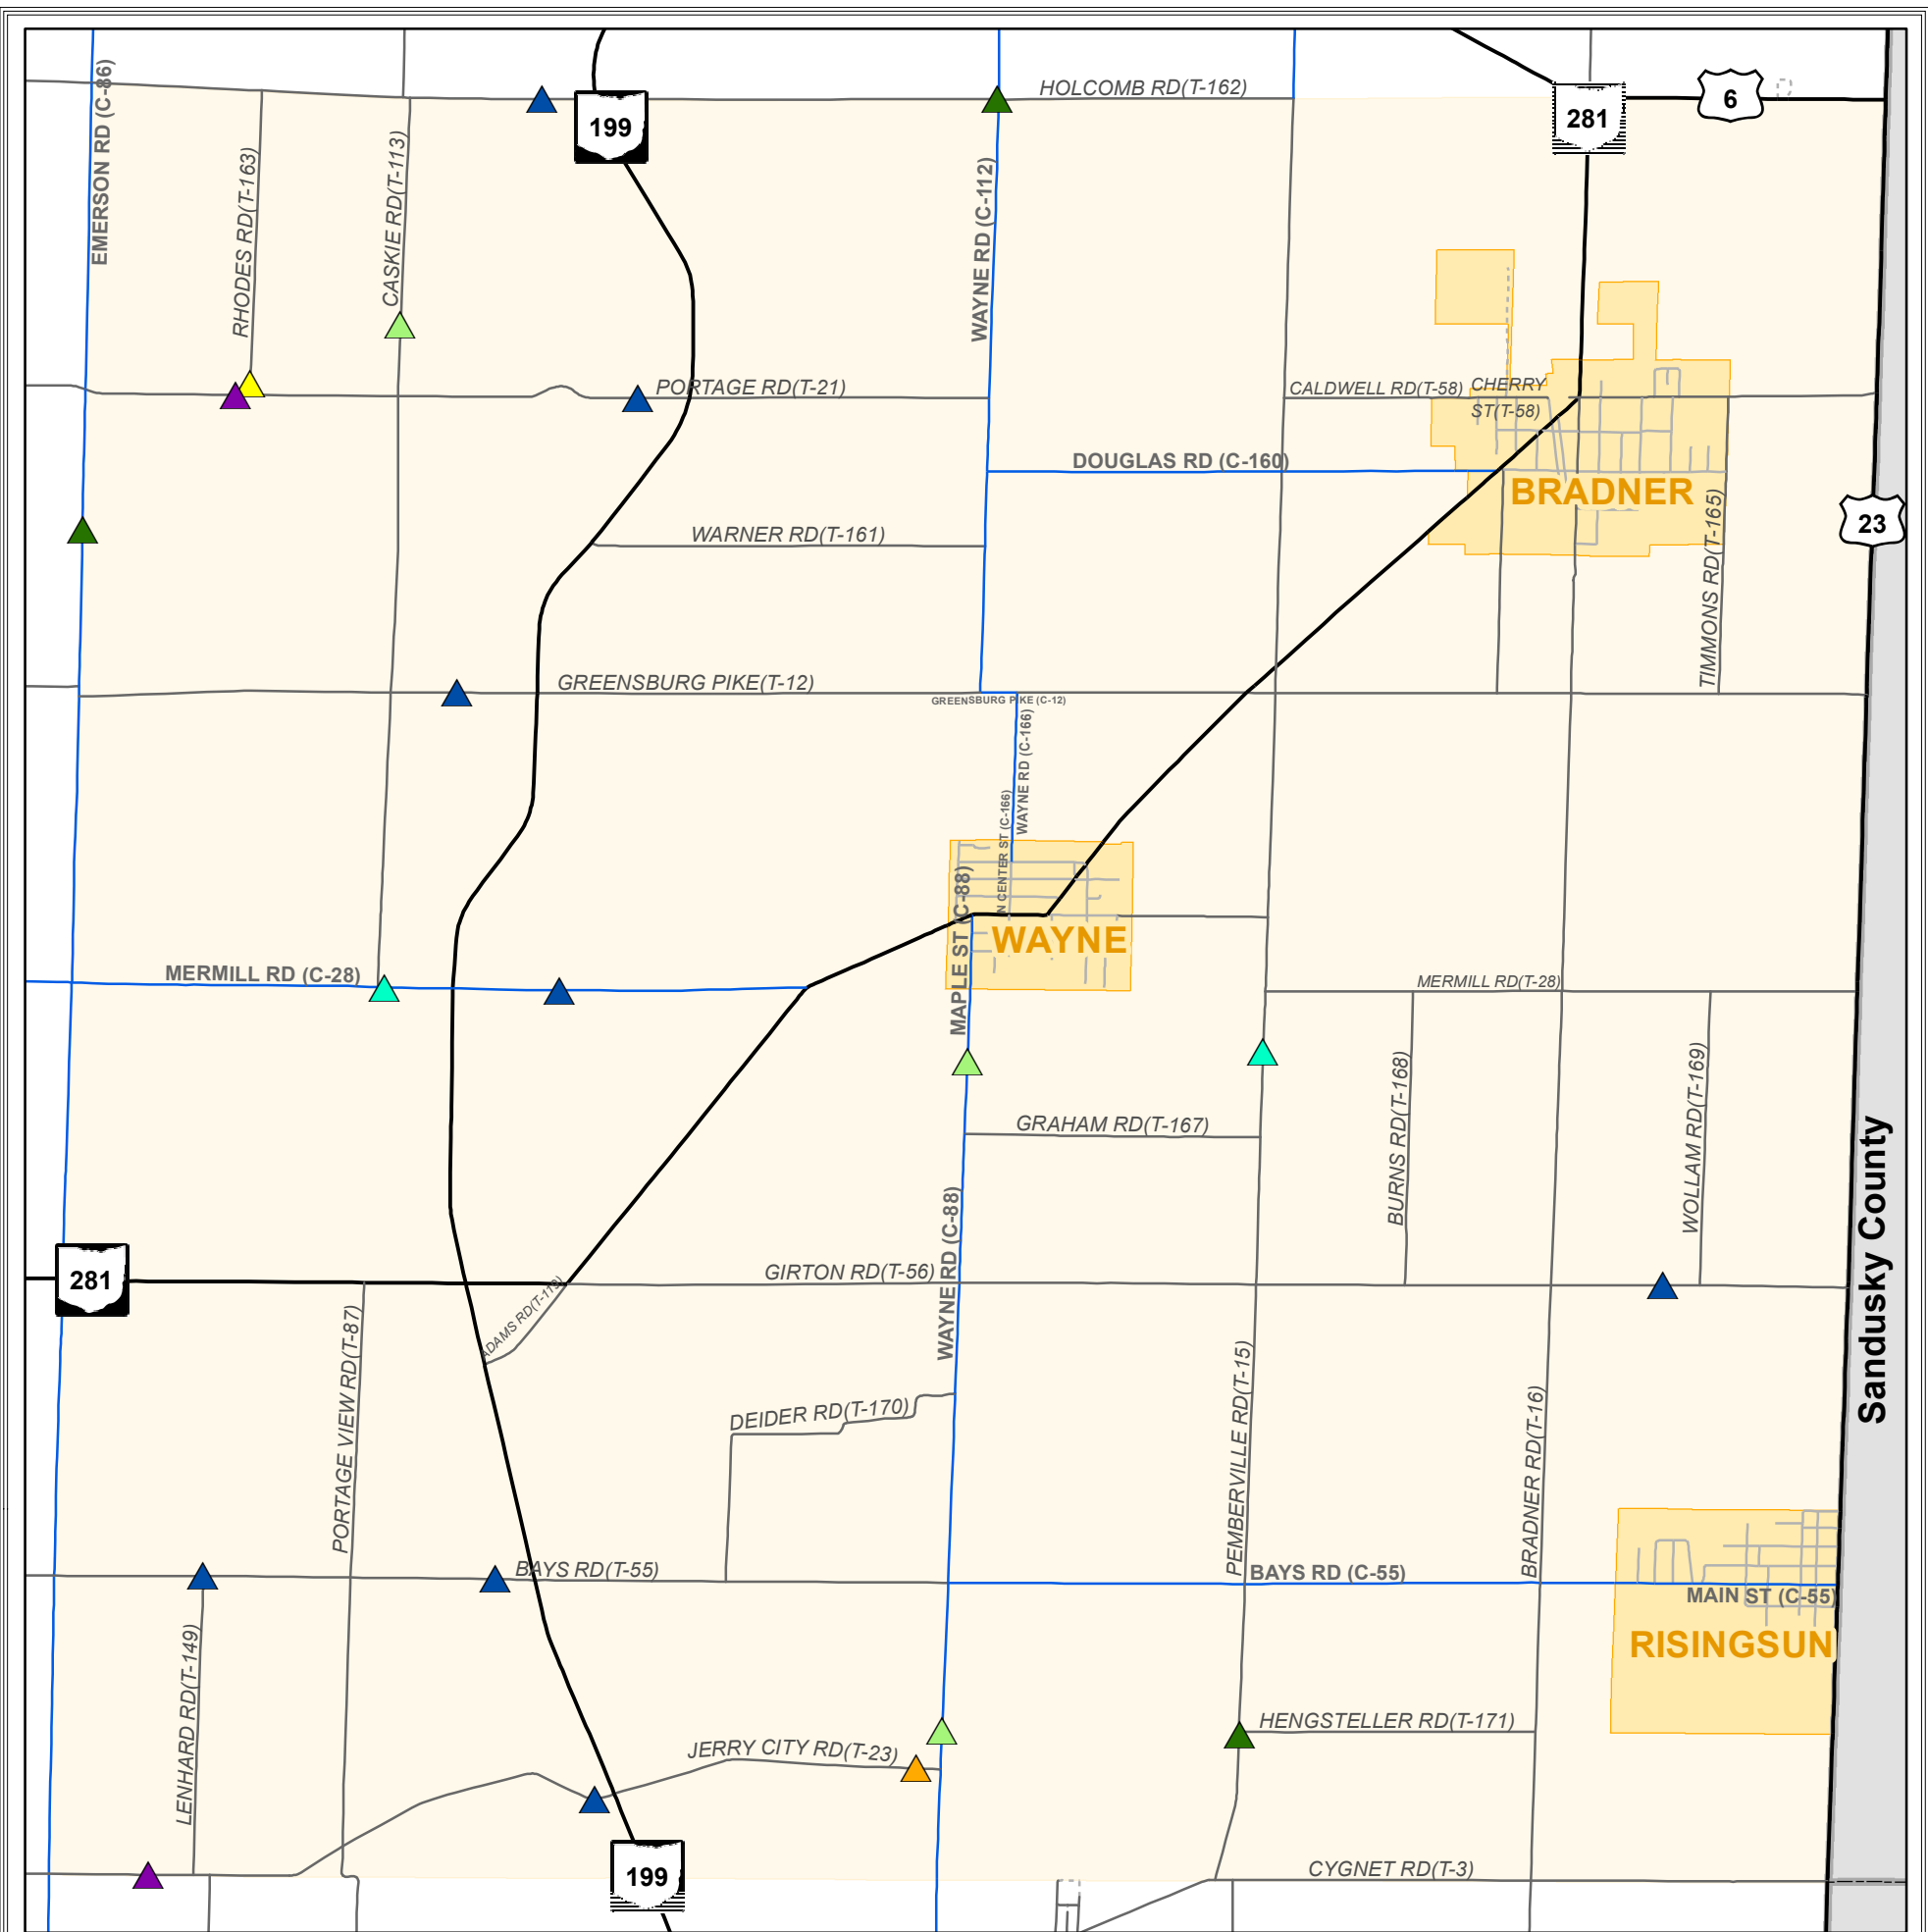 HOLCOMB RD(T-162)
6
199
281
EMERSON RD (C-86)
RHODES RD(T-163)
CASKIE RD(T-113)
WAYNE RD (C-112)
PORTAGE RD(T-21)
CALDWELL RD(T-58)
CHERRY
ST(T-58)
DOUGLAS RD (C-160)
BRADNER
23
WARNER RD(T-161)
TIMMONS RD(T-165)
GREENSBURG PIKE(T-12)
GREENSBURG PIKE (C-12)
WAYNE RD (C-166)
N CENTER ST (C-166)
MAPLE ST (C-88)
WAYNE
MERMILL RD (C-28)
MERMILL RD(T-28)
GRAHAM RD(T-167)
BURNS RD(T-168)
WOLLAM RD(T-169)
Sandusky County
281
GIRTON RD(T-56)
WAYNE RD (C-88)
ADAMS RD(T-119)
PORTAGE VIEW RD(T-87)
DEIDER RD(T-170)
PEMBERVILLE RD(T-15)
BRADNER RD(T-16)
BAYS RD(T-55)
BAYS RD (C-55)
MAIN ST (C-55)
RISINGSUN
LENHARD RD(T-149)
HENGSTELLER RD(T-171)
JERRY CITY RD(T-23)
199
CYGNET RD(T-3)